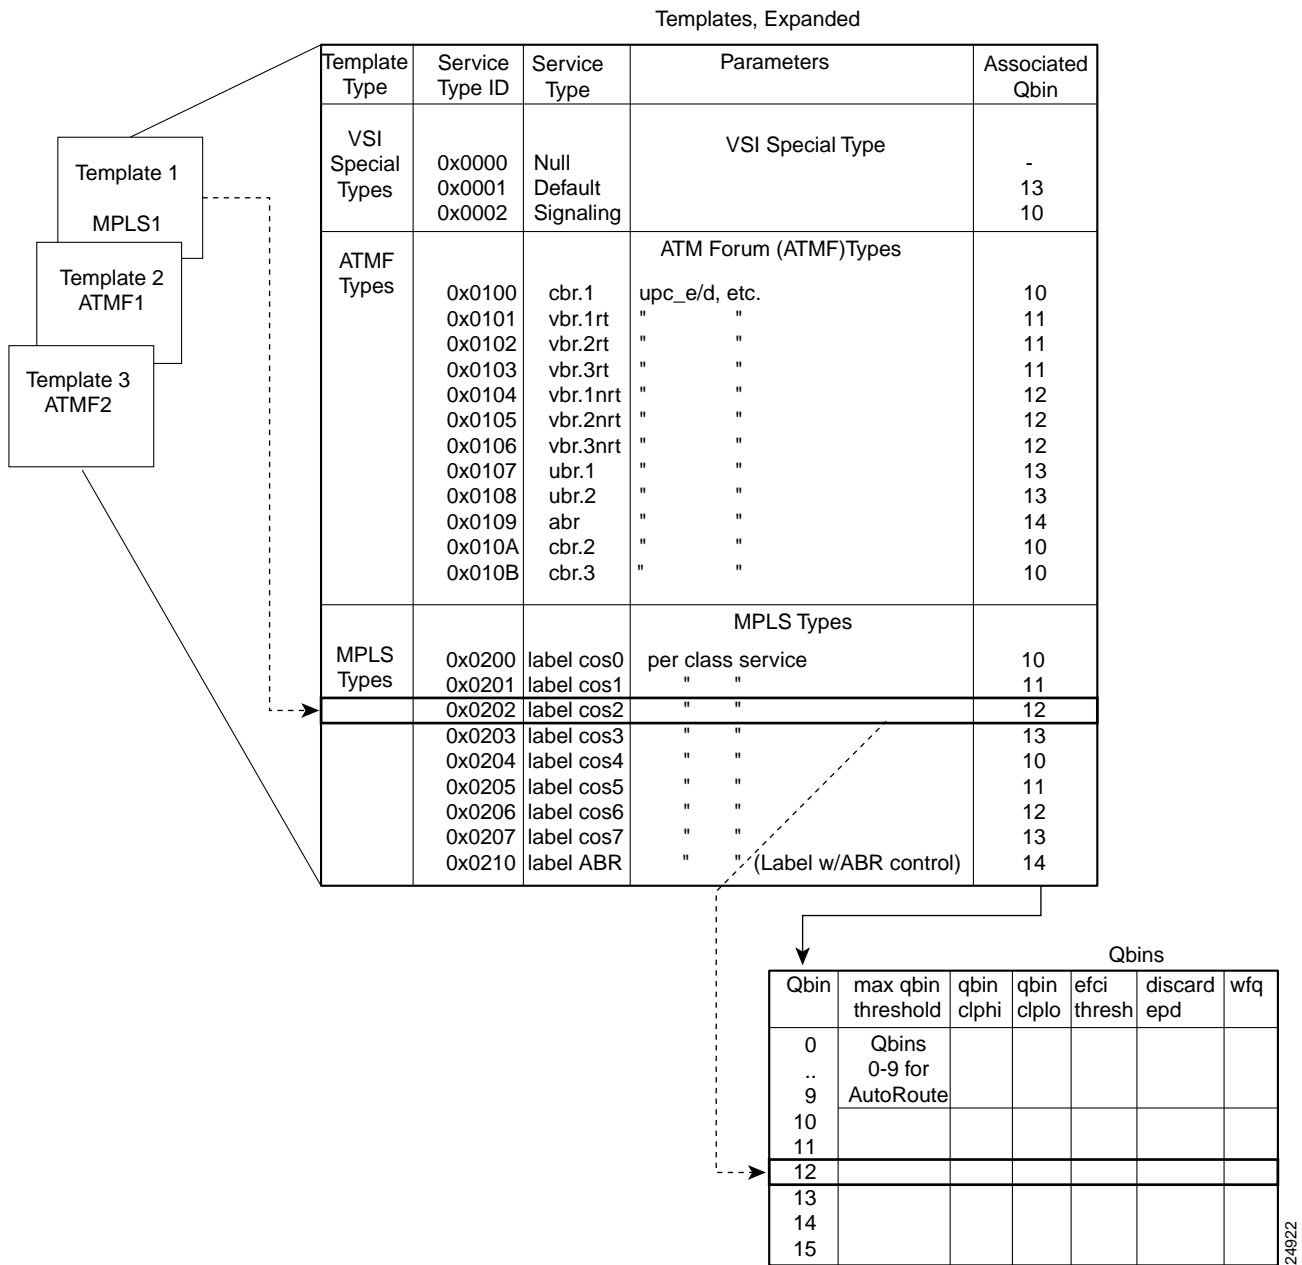 Templates, Expanded
Template Type Service Type ID Service Type Parameters Associated Qbin
VSI Special Types
VSI Special Type
0x0000 Null -
0x0001 Default 13
0x0002 Signaling 10
ATMF Types
ATM Forum (ATMF)Types
0x0100 cbr.1 upc_e/d, etc. 10
0x0101 vbr.1rt " " 11
0x0102 vbr.2rt " " 11
0x0103 vbr.3rt " " 11
0x0104 vbr.1nrt " " 12
0x0105 vbr.2nrt " " 12
0x0106 vbr.3nrt " " 12
0x0107 ubr.1 " " 13
0x0108 ubr.2 " " 13
0x0109 abr " " 14
0x010A cbr.2 " " 10
0x010B cbr.3 " " 10
MPLS Types
MPLS Types
0x0200 label cos0 per class service 10
0x0201 label cos1 " " 11
0x0202 label cos2 " " 12
0x0203 label cos3 " " 13
0x0204 label cos4 " " 10
0x0205 label cos5 " " 11
0x0206 label cos6 " " 12
0x0207 label cos7 " " 13
0x0210 label ABR " " (Label w/ABR control) 14
Template 1
MPLS1
Template 2
ATMF1
Template 3
ATMF2
Qbins
Qbin max qbin threshold qbin clphi qbin clplo efci thresh discard epd wfq
0 Qbins
.. 0-9 for
9 AutoRoute
10
11
12
13
14
15
24922